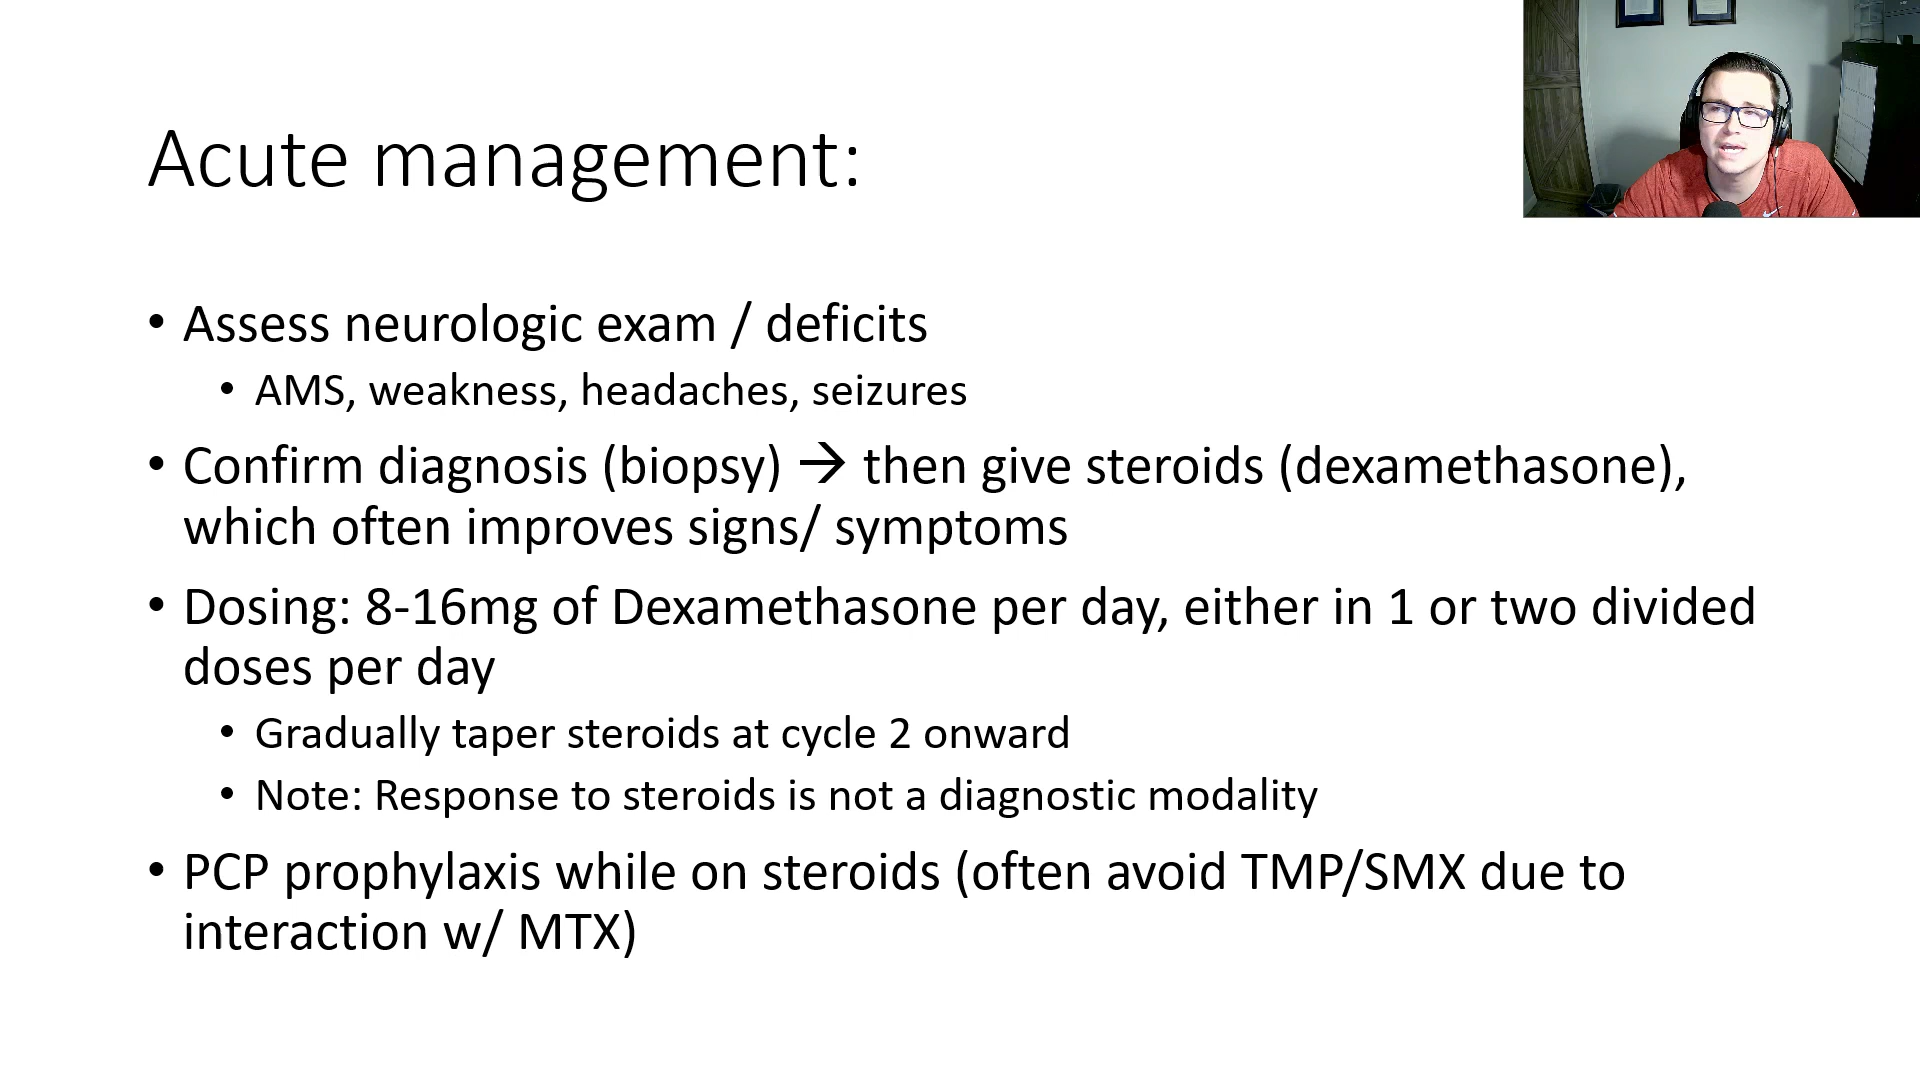 Acute management:
• Assess neurologic exam / deficits
• AMS, weakness, headaches, seizures
• Confirm diagnosis (biopsy) → then give steroids (dexamethasone),
which often improves signs/ symptoms
• Dosing: 8-16mg of Dexamethasone per day, either in 1 or two divided
doses per day
• Gradually taper steroids at cycle 2 onward
• Note: Response to steroids is not a diagnostic modality
• PCP prophylaxis while on steroids (often avoid TMP/SMX due to
interaction w/ MTX)